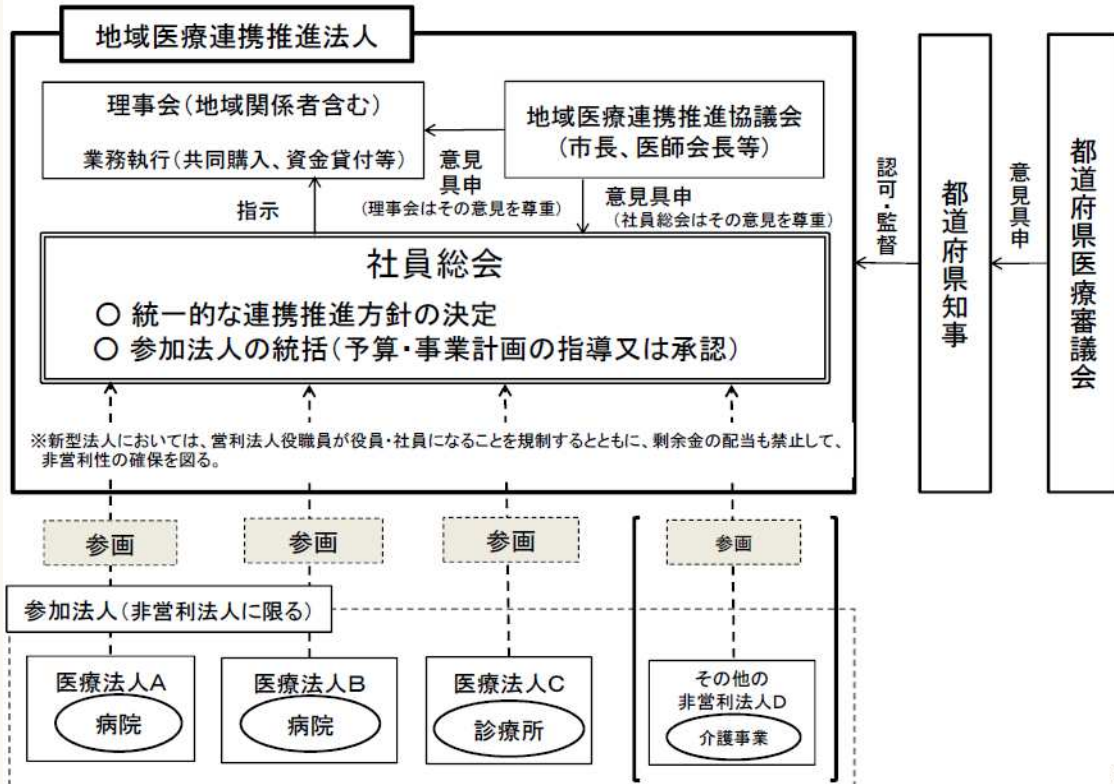 地域医療連携推進法人
理事会(地域関係者含む)
業務執行(共同購入、資金貸付等)
地域医療連携推進協議会
(市長、医師会長等)
意見
具申
(理事会はその意見を尊重)
意見具申
(社員総会はその意見を尊重)
指示
社員総会
○ 統一的な連携推進方針の決定
○ 参加法人の統括(予算・事業計画の指導又は承認)
※新型法人においては、営利法人役職員が役員・社員になることを規制するとともに、剰余金の配当も禁止して、
非営利性の確保を図る。
認可・監督
都道府県知事
意見具申
都道府県医療審議会
参画
参画
参画
参画
参加法人(非営利法人に限る)
医療法人A
病院
医療法人B
病院
医療法人C
診療所
その他の
非営利法人D
介護事業